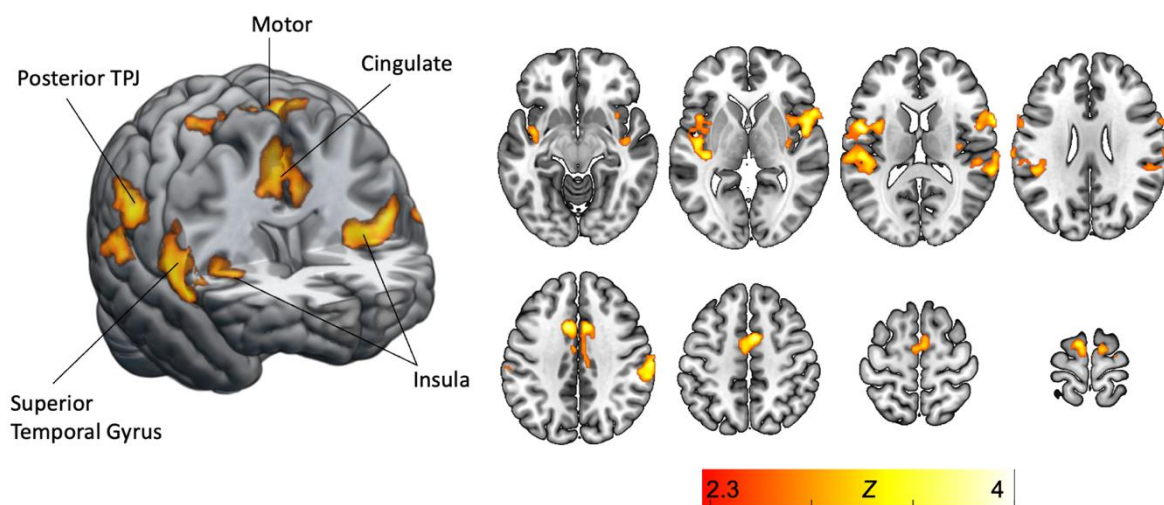 Motor
Cingulate
Posterior TPJ
Insula
Superior
Temporal Gyrus
2.3 Z 4